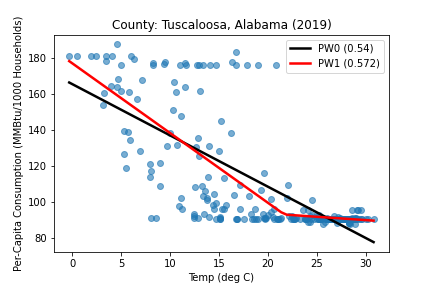 County: Tuscaloosa, Alabama (2019)
Per-Capita Consumption (MMBtu/1000 Households)
180
160
140
120
100
80
PW0 (0.54)
PW1 (0.572)
0 5 10 15 20 25 30
Temp (deg C)